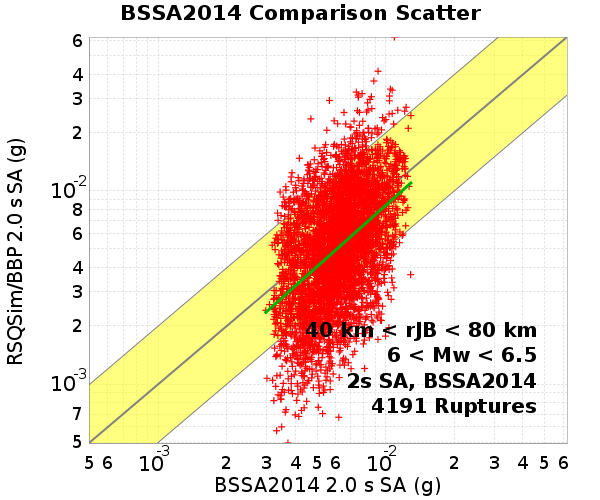 BSSA2014 Comparison Scatter
RSQSim/BBP 2.0 s SA (g)
6
4
3
2
10-2
8
6
4
3
2
10-3
7
5
40 km < rJB < 80 km
6 < Mw < 6.5
2s SA, BSSA2014
4191 Ruptures
5 6 10-3 2 3 4 5 6 10-2 2 3 4 5 6
BSSA2014 2.0 s SA (g)